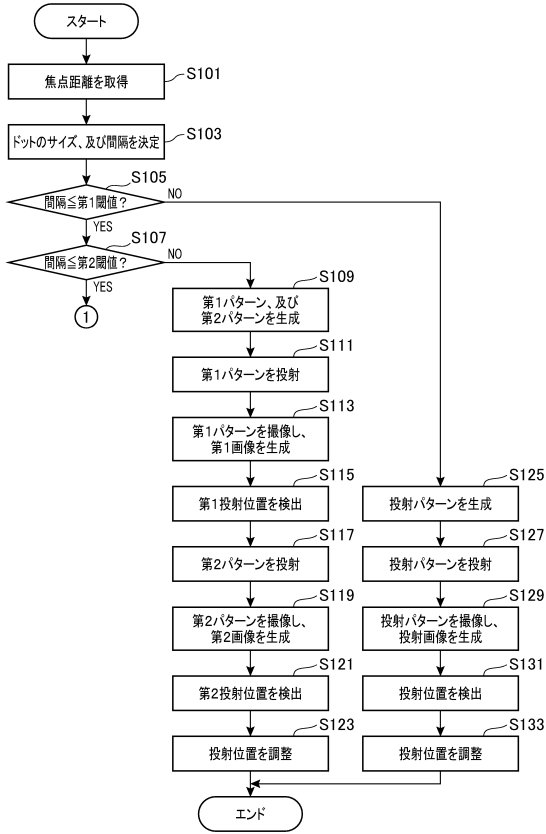 スタート
焦点距離を取得
S101
ドットのサイズ、及び間隔を決定
S103
間隔≦第1閾値?
S105
NO
YES
間隔≦第2閾値?
S107
NO
YES
1
第1パターン、及び
第2パターンを生成
S109
第1パターンを投射
S111
第1パターンを撮像し、
第1画像を生成
S113
第1投射位置を検出
S115
第2パターンを投射
S117
第2パターンを撮像し、
第2画像を生成
S119
第2投射位置を検出
S121
投射位置を調整
S123
投射パターンを生成
S125
投射パターンを投射
S127
投射パターンを撮像し、
投射画像を生成
S129
投射位置を検出
S131
投射位置を調整
S133
エンド